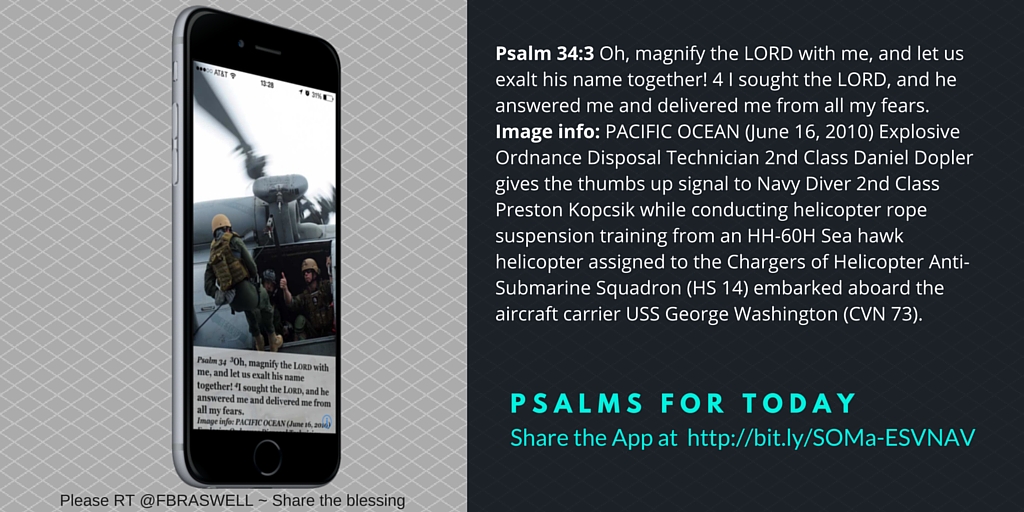 AT&T
13:28
31%
Psalm 34 ³Oh, magnify the LORD with
me, and let us exalt his name
together! ⁴I sought the LORD, and he
answered me and delivered me from
all my fears.
Image info: PACIFIC OCEAN (June 16, 2010)
Please RT @FBRASWELL ~ Share the blessing
Psalm 34:3 Oh, magnify the LORD with me, and let us
exalt his name together! 4 I sought the LORD, and he
answered me and delivered me from all my fears.
Image info: PACIFIC OCEAN (June 16, 2010) Explosive
Ordnance Disposal Technician 2nd Class Daniel Dopler
gives the thumbs up signal to Navy Diver 2nd Class
Preston Kopcsik while conducting helicopter rope
suspension training from an HH-60H Sea hawk
helicopter assigned to the Chargers of Helicopter Anti-
Submarine Squadron (HS 14) embarked aboard the
aircraft carrier USS George Washington (CVN 73).
PSALMS FOR TODAY
Share the App at http://bit.ly/SOMa-ESVNAV